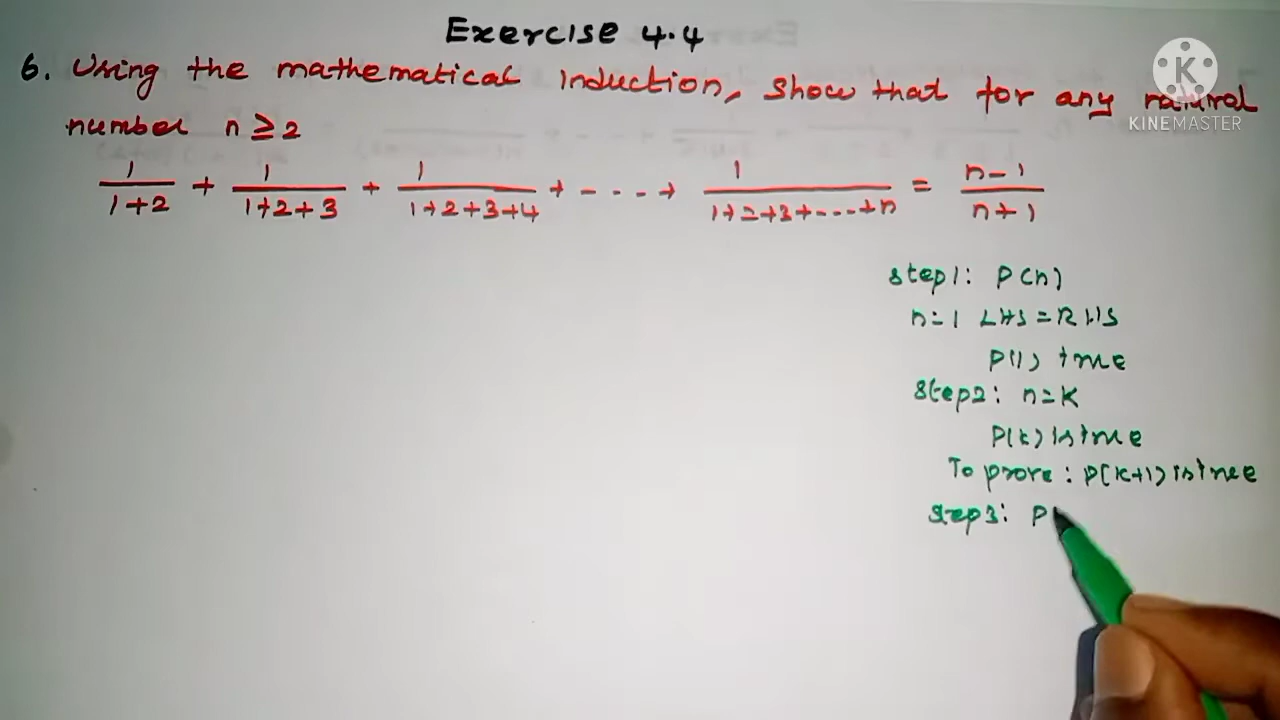 Exercise 4.4
K
KINEMASTER
6. Using the mathematical induction, show that for any natural
number n ≥ 2
1/(1+2) + 1/(1+2+3) + 1/(1+2+3+4) + - - - - + 1/(1+2+3+----+n) = (n-1)/(n+1)
Step1: P(n)
n=1 LHS = RHS
P(1) true
Step2: n=K
P(k) is true
To prove: P(K+1) is true
Step3: P